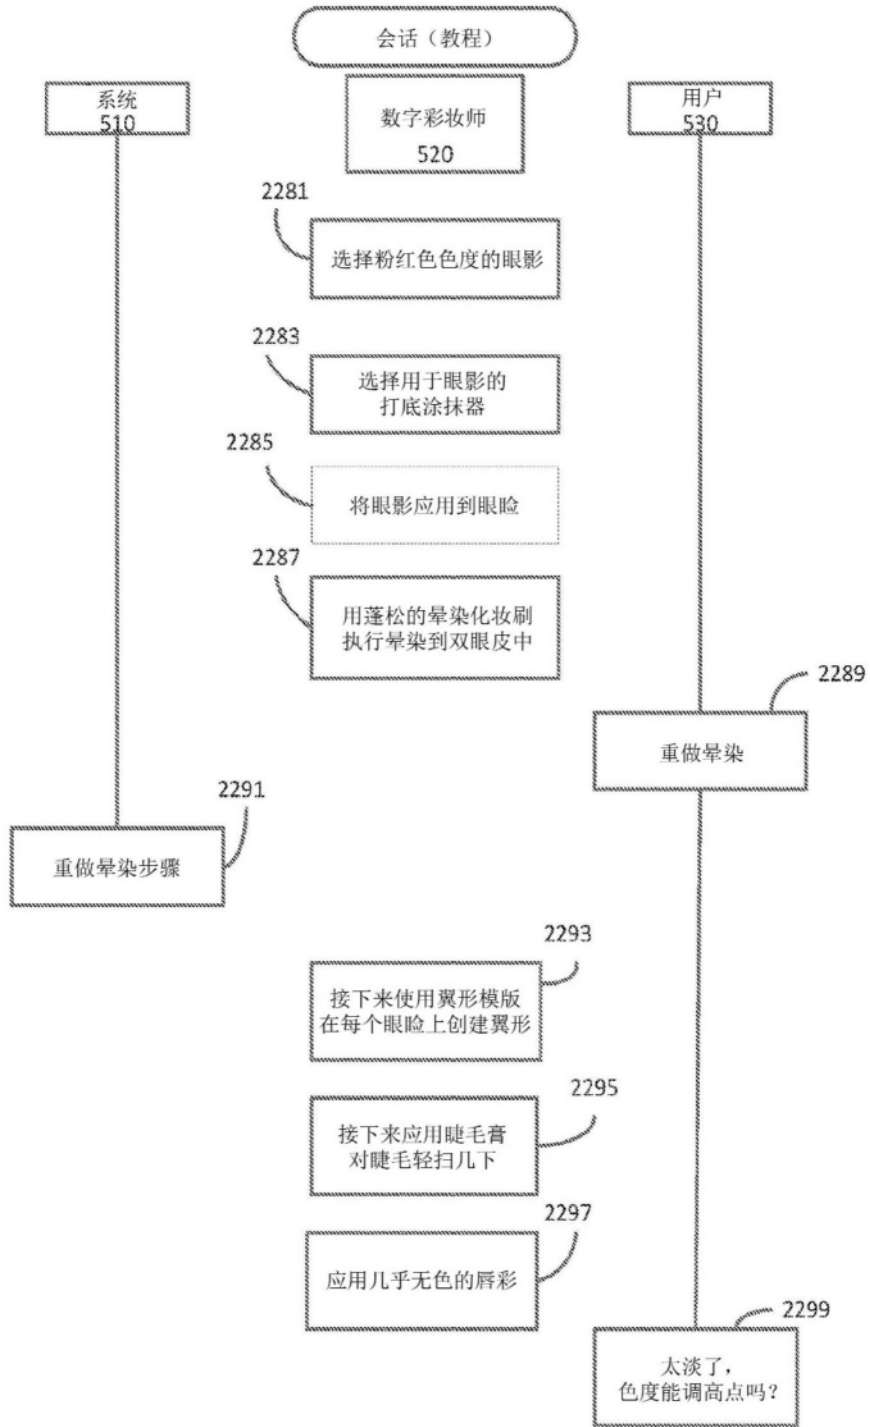 会话（教程）
系统
510
数字彩妆师
520
用户
530
2281
选择粉红色色度的眼影
2283
选择用于眼影的
打底涂抹器
2285
将眼影应用到眼睑
2287
用蓬松的晕染化妆刷
执行晕染到双眼皮中
2289
重做晕染
2291
重做晕染步骤
2293
接下来使用翼形模版
在每个眼睑上创建翼形
2295
接下来应用睫毛膏
对睫毛轻扫几下
2297
应用几乎无色的唇彩
2299
太淡了，
色度能调高点吗？